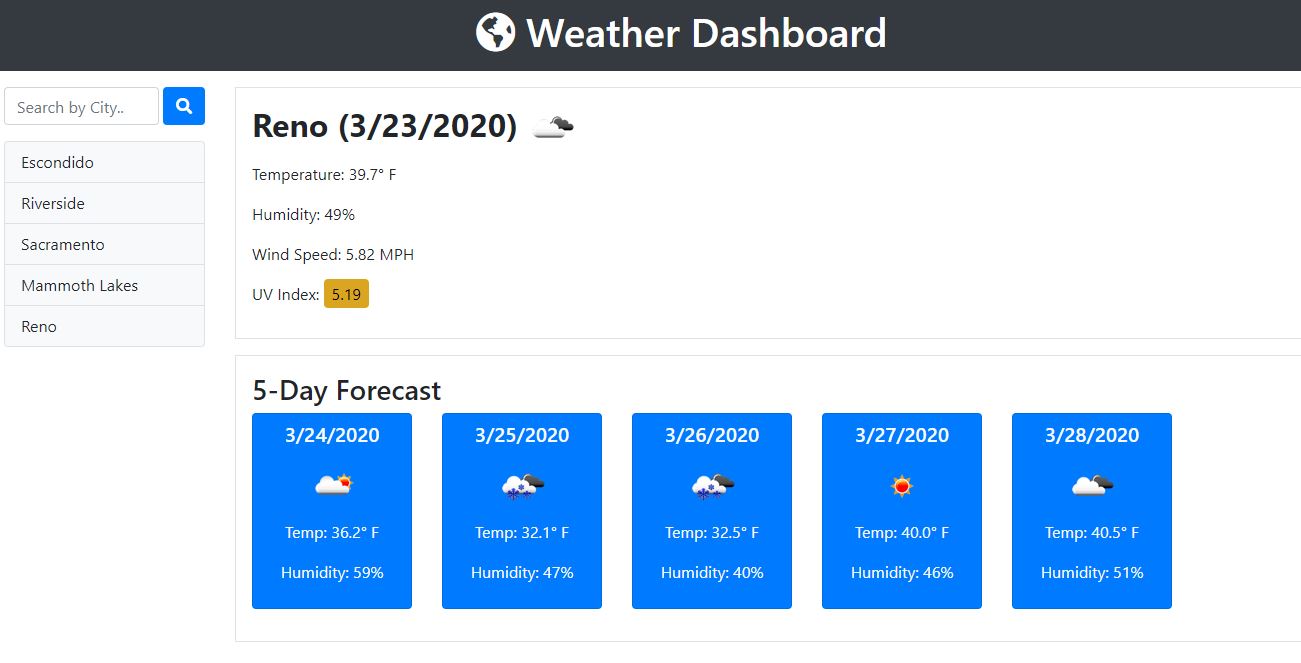 Weather Dashboard
Search by City..
Escondido
Riverside
Sacramento
Mammoth Lakes
Reno
Reno (3/23/2020)
Temperature: 39.7° F
Humidity: 49%
Wind Speed: 5.82 MPH
UV Index: 5.19
5-Day Forecast
3/24/2020
Temp: 36.2° F
Humidity: 59%
3/25/2020
Temp: 32.1° F
Humidity: 47%
3/26/2020
Temp: 32.5° F
Humidity: 40%
3/27/2020
Temp: 40.0° F
Humidity: 46%
3/28/2020
Temp: 40.5° F
Humidity: 51%